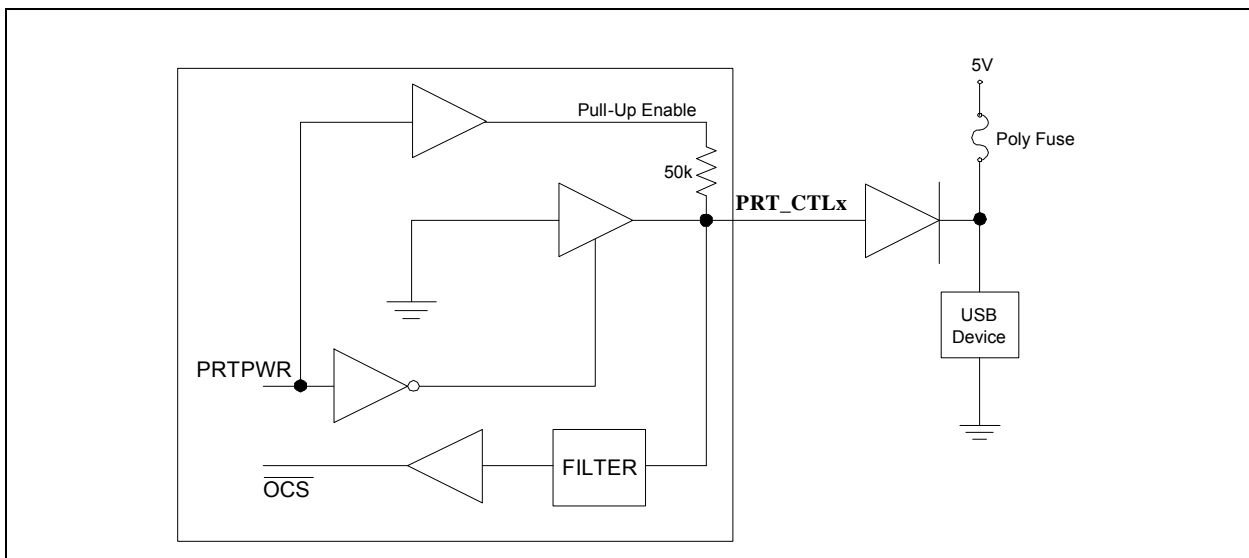 5V
Pull-Up Enable
Poly Fuse
50k
PRT_CTLx
USB
Device
PRTPWR
FILTER
OCS